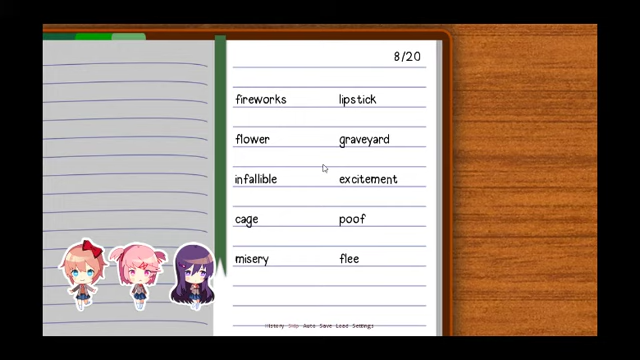 8/20
fireworks lipstick
flower graveyard
infallible excitement
cage poof
misery flee
History Skip Auto Save Load Settings